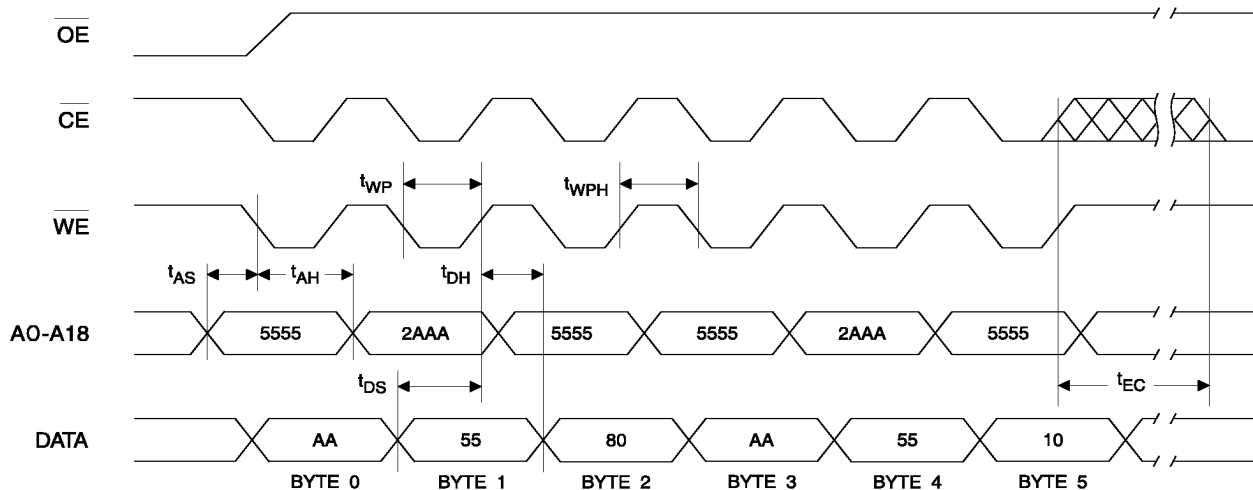 OE
CE
tWP
tWPH
WE
tAS
tAH
tDH
A0-A18 5555 2AAA 5555 5555 2AAA 5555
tDS
tEC
DATA AA 55 80 AA 55 10
BYTE 0 BYTE 1 BYTE 2 BYTE 3 BYTE 4 BYTE 5